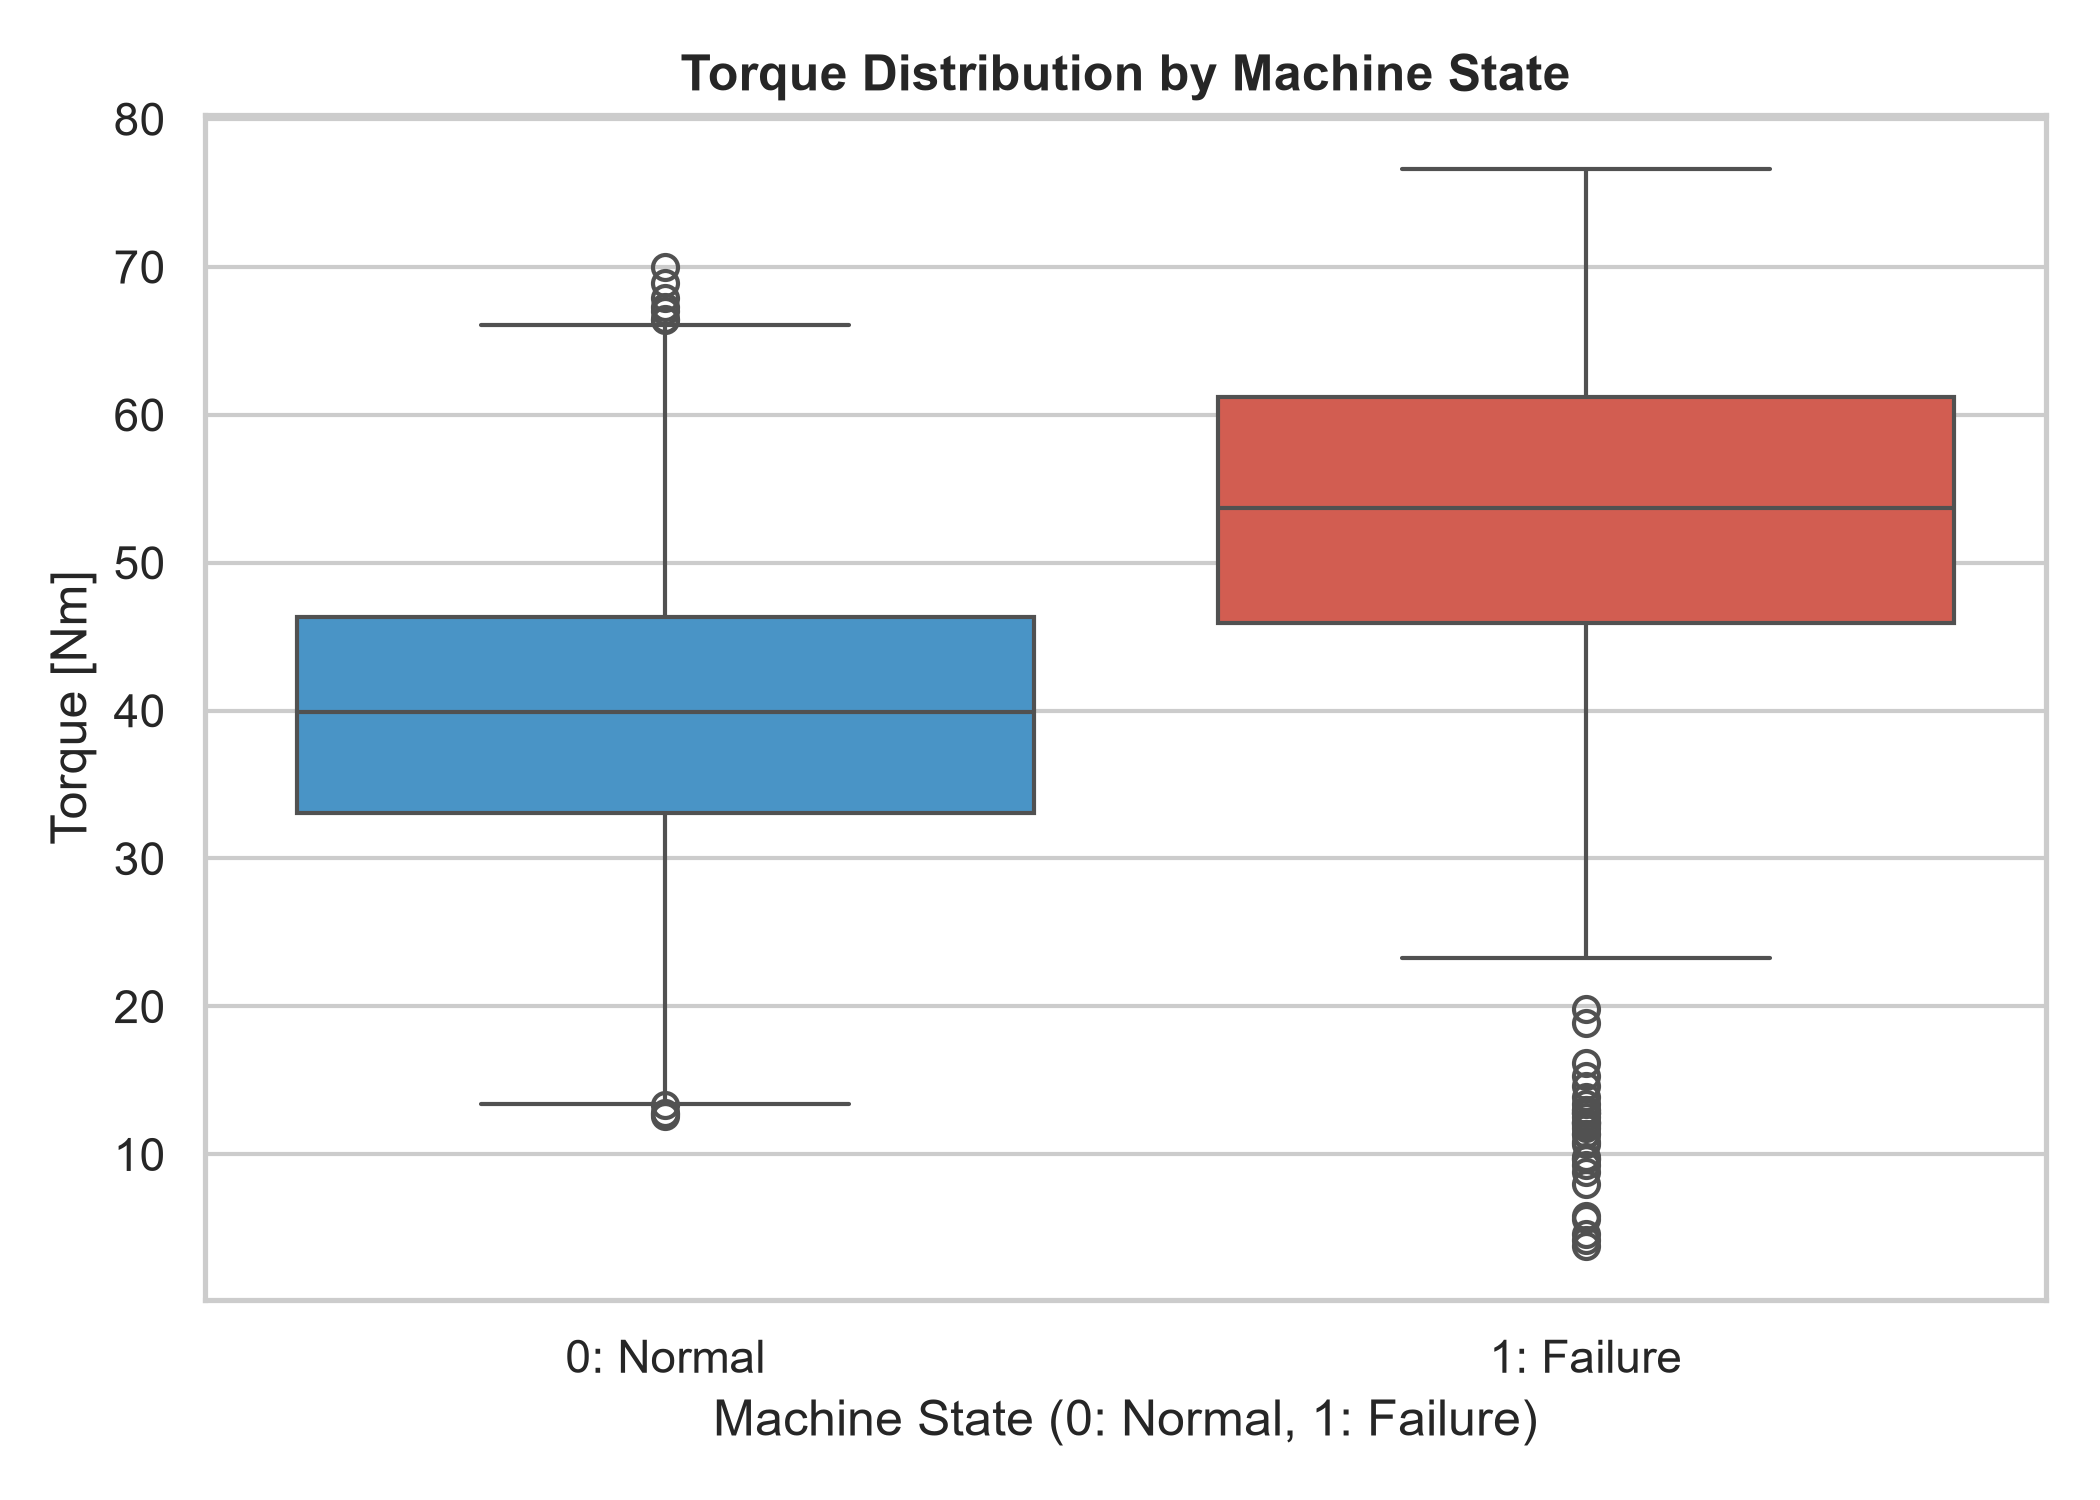 Torque Distribution by Machine State
80
70
60
50
40
30
20
10
Torque [Nm]
0: Normal
1: Failure
Machine State (0: Normal, 1: Failure)